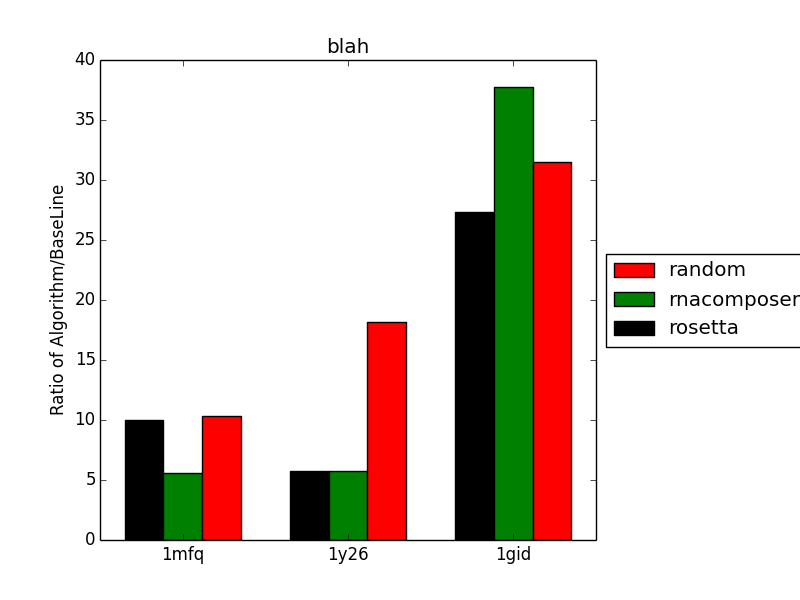 blah
40
35
30
25
20
15
10
5
0
Ratio of Algorithm/BaseLine
1mfq 1y26 1gid
random
rnacomposer
rosetta